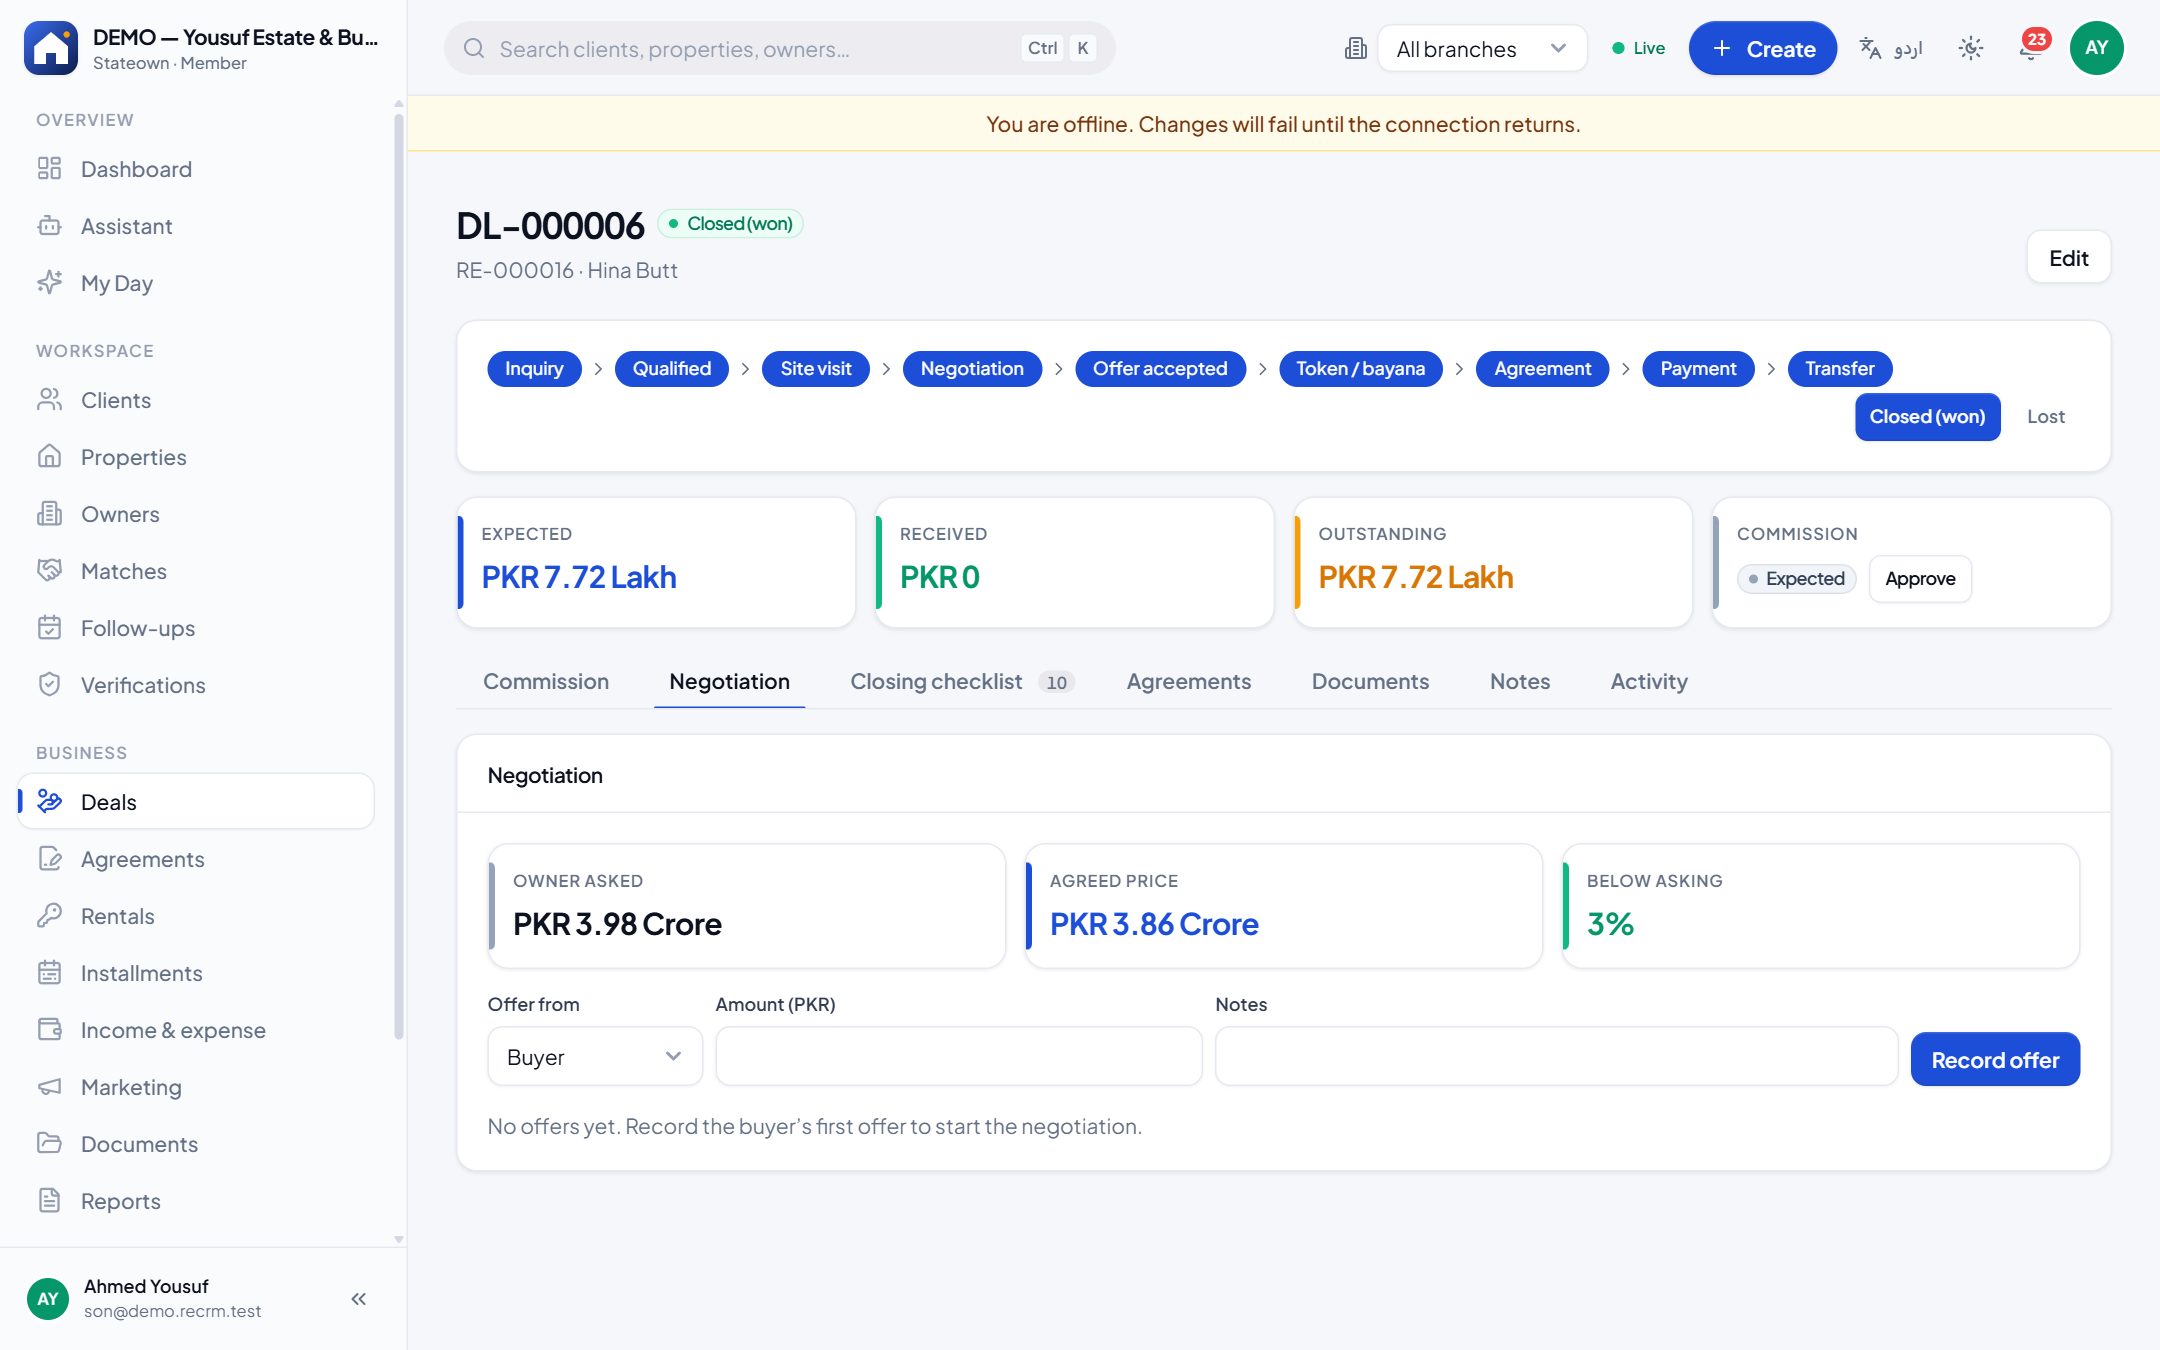 DEMO — Yousuf Estate & Bu...
Stateown · Member
Search clients, properties, owners...
Ctrl K
All branches
Live
+ Create
اردو
23
AY
OVERVIEW
Dashboard
Assistant
My Day
WORKSPACE
Clients
Properties
Owners
Matches
Follow-ups
Verifications
BUSINESS
Deals
Agreements
Rentals
Installments
Income & expense
Marketing
Documents
Reports
AY
Ahmed Yousuf
son@demo.recrm.test
You are offline. Changes will fail until the connection returns.
DL-000006 Closed (won)
RE-000016 · Hina Butt
Edit
Inquiry > Qualified > Site visit > Negotiation > Offer accepted > Token / bayana > Agreement > Payment > Transfer
Closed (won) Lost
EXPECTED
PKR 7.72 Lakh
RECEIVED
PKR 0
OUTSTANDING
PKR 7.72 Lakh
COMMISSION
Expected Approve
Commission Negotiation Closing checklist 10 Agreements Documents Notes Activity
Negotiation
OWNER ASKED
PKR 3.98 Crore
AGREED PRICE
PKR 3.86 Crore
BELOW ASKING
3%
Offer from
Buyer
Amount (PKR)
Notes
Record offer
No offers yet. Record the buyer's first offer to start the negotiation.